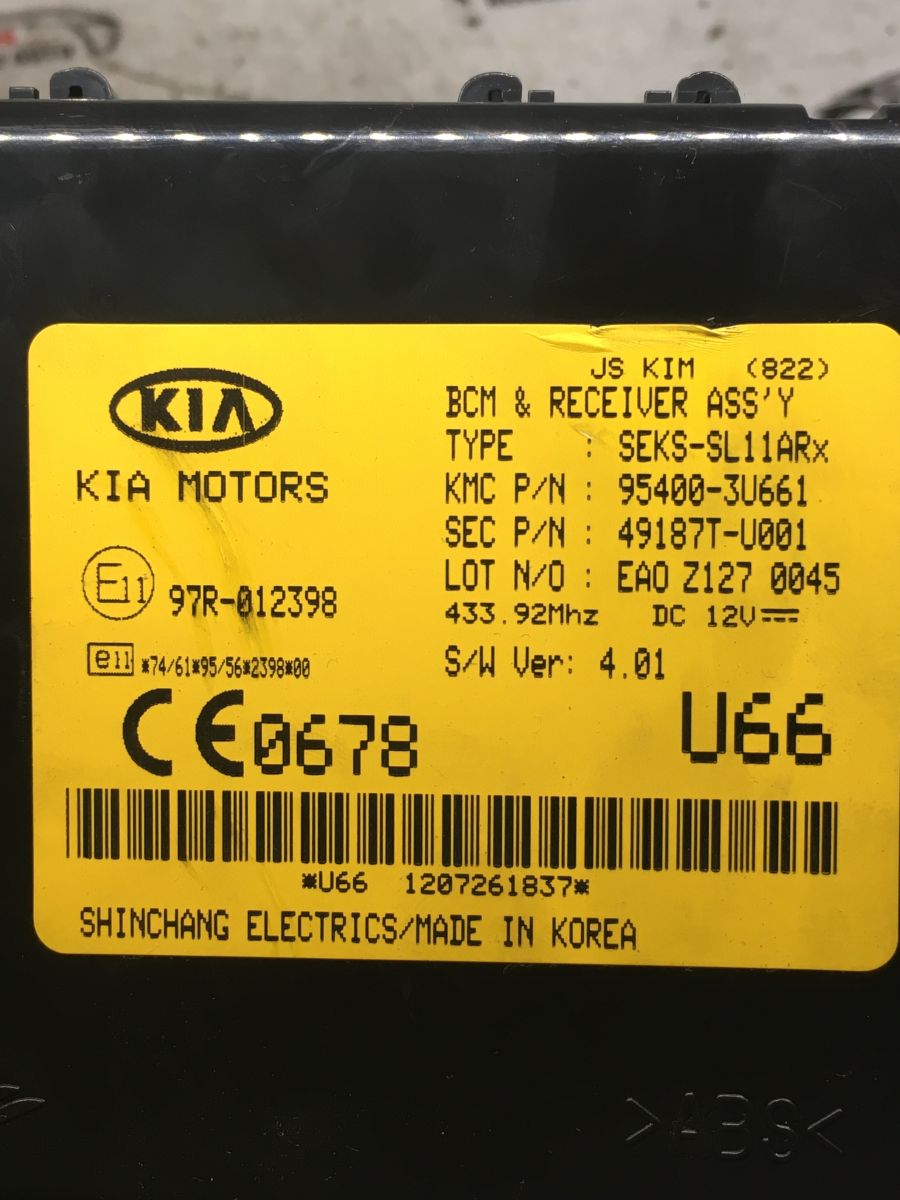 JS KIM (822)
KIA
KIA MOTORS
BCM & RECEIVER ASS'Y
TYPE : SEKS-SL11ARx
KMC P/N : 95400-3U661
SEC P/N : 49187T-U001
LOT N/O : EAO Z127 0045
433.92Mhz DC 12V
S/W Ver: 4.01
E11 97R-012398
e11 *74/61*95/56*2398*00
CE0678
U66
*U66 1207261837*
SHINCHANG ELECTRICS/MADE IN KOREA
>ABS<